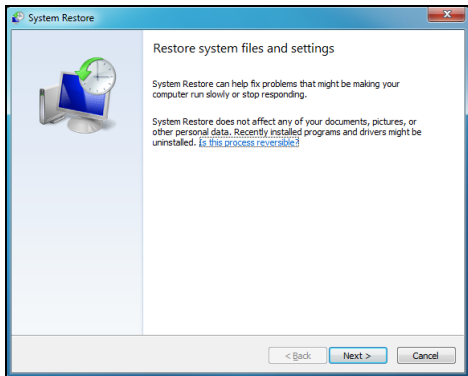 System Restore
Restore system files and settings
System Restore can help fix problems that might be making your
computer run slowly or stop responding.
System Restore does not affect any of your documents, pictures, or
other personal data. Recently installed programs and drivers might be
uninstalled. Is this process reversible?
< Back Next > Cancel